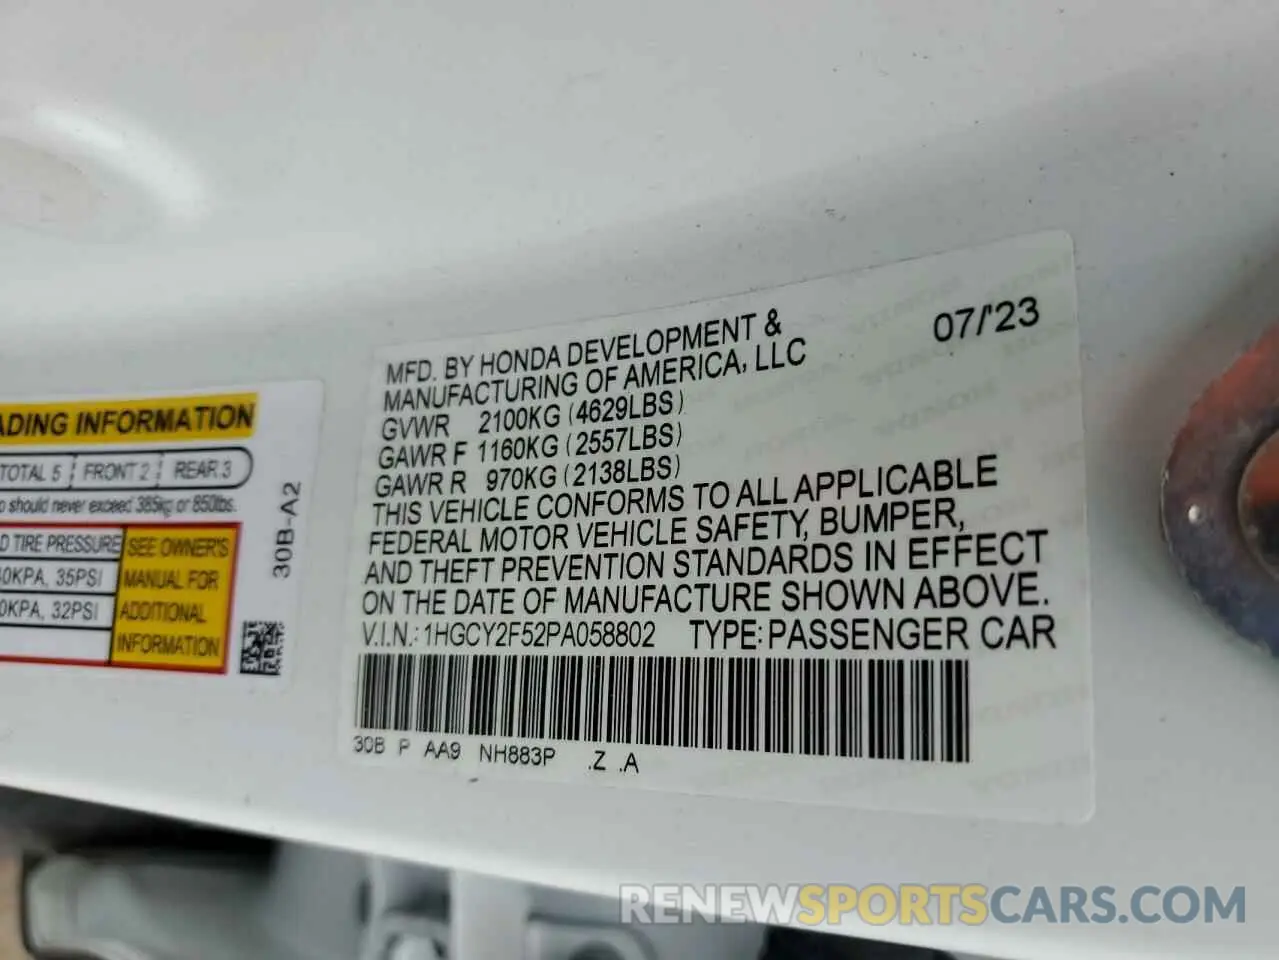 MFD. BY HONDA DEVELOPMENT &
MANUFACTURING OF AMERICA, LLC
07/'23
GVWR 2100KG (4629LBS)
GAWR F 1160KG (2557LBS)
GAWR R 970KG (2138LBS)
THIS VEHICLE CONFORMS TO ALL APPLICABLE
FEDERAL MOTOR VEHICLE SAFETY, BUMPER,
AND THEFT PREVENTION STANDARDS IN EFFECT
ON THE DATE OF MANUFACTURE SHOWN ABOVE.
V.I.N.: 1HGCY2F52PA058802 TYPE: PASSENGER CAR
30B P AA9 NH883P .Z .A
ADING INFORMATION
TOTAL 5 FRONT 2 REAR 3
should never exceed 385kg or 850lbs.
D TIRE PRESSURE
0KPA, 35PSI
0KPA, 32PSI
SEE OWNER'S
MANUAL FOR
ADDITIONAL
INFORMATION
30B-A2
RENEWSPORTSCARS.COM